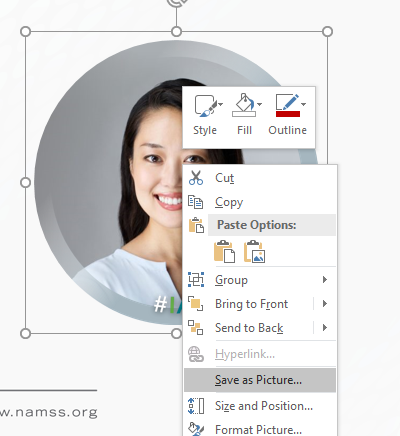 Style Fill Outline
Cut
Copy
Paste Options:
Group
Bring to Front
Send to Back
Hyperlink...
#
Save as Picture...
w.namss.org
Size and Position...
Format Picture...